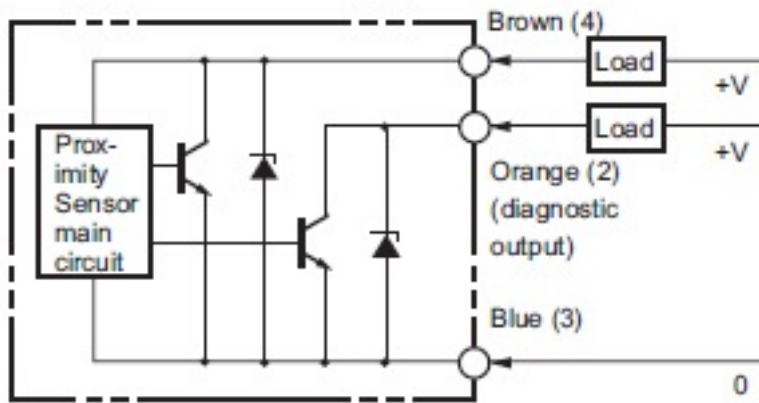 Brown (4)
Load
+V
Load
+V
Prox-
imity
Sensor
main
circuit
Orange (2)
(diagnostic
output)
Blue (3)
0